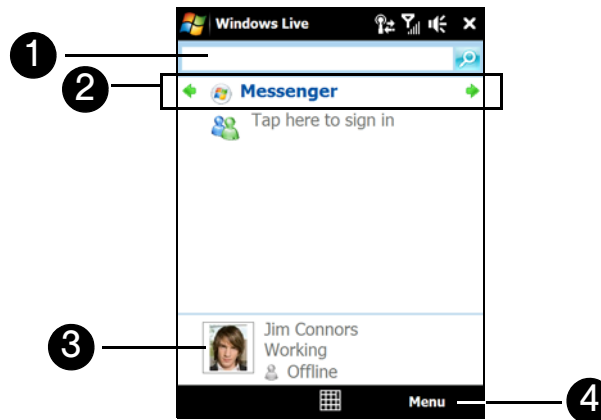 Windows Live
1
2
Messenger
Tap here to sign in
3
Jim Connors
Working
Offline
Menu
4